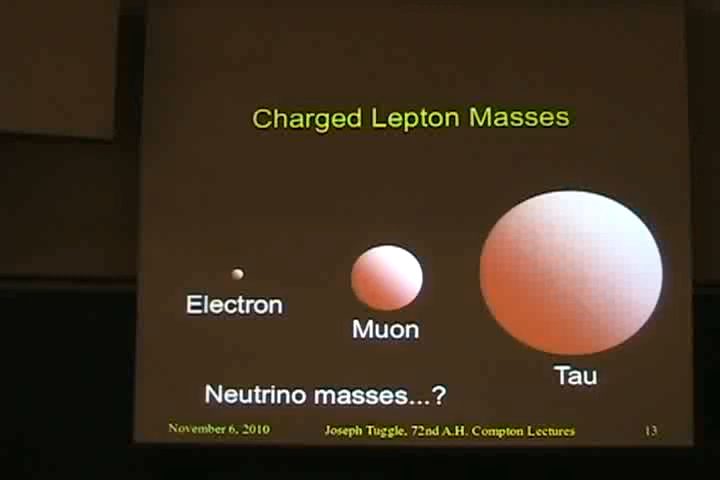 Charged Lepton Masses
Electron
Muon
Tau
Neutrino masses...?
November 6, 2010
Joseph Tuggle, 72nd A.H. Compton Lectures
13